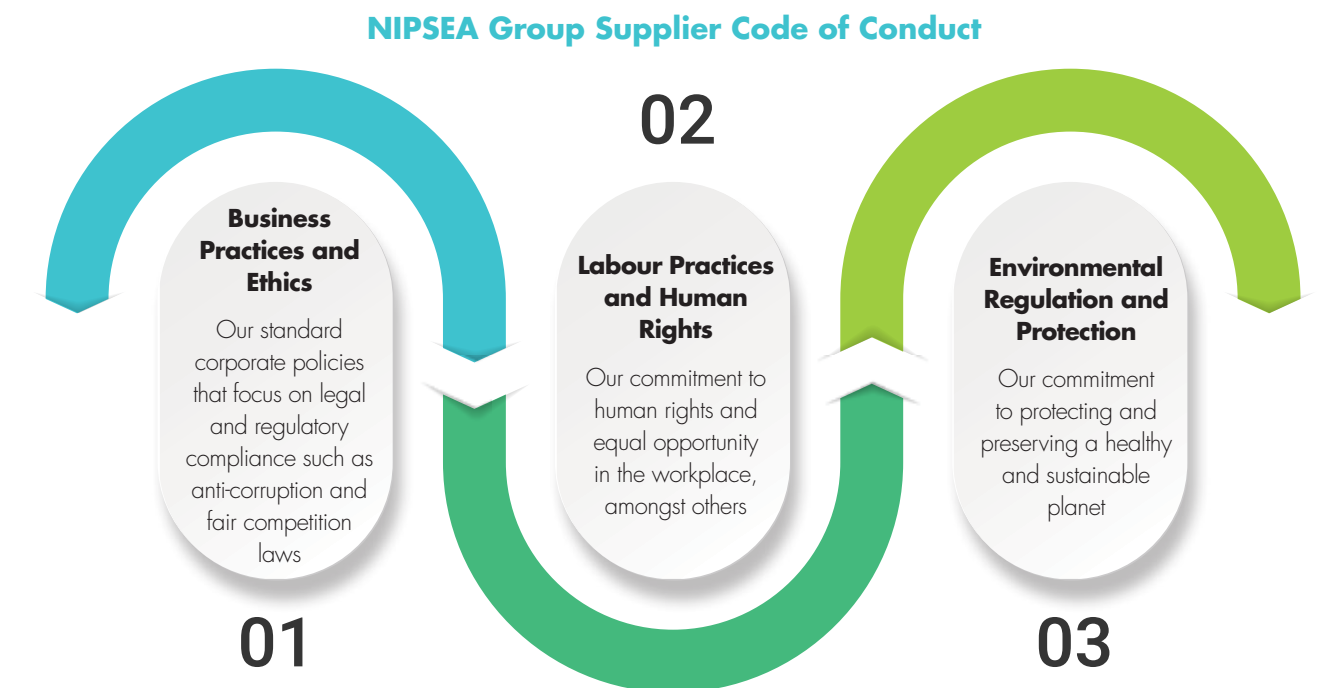 NIPSEA Group Supplier Code of Conduct
Business
Practices and
Ethics
Our standard
corporate policies
that focus on legal
and regulatory
compliance such as
anti-corruption and
fair competition
laws
01
02
Labour Practices
and Human
Rights
Our commitment to
human rights and
equal opportunity
in the workplace,
amongst others
Environmental
Regulation and
Protection
Our commitment
to protecting and
preserving a healthy
and sustainable
planet
03